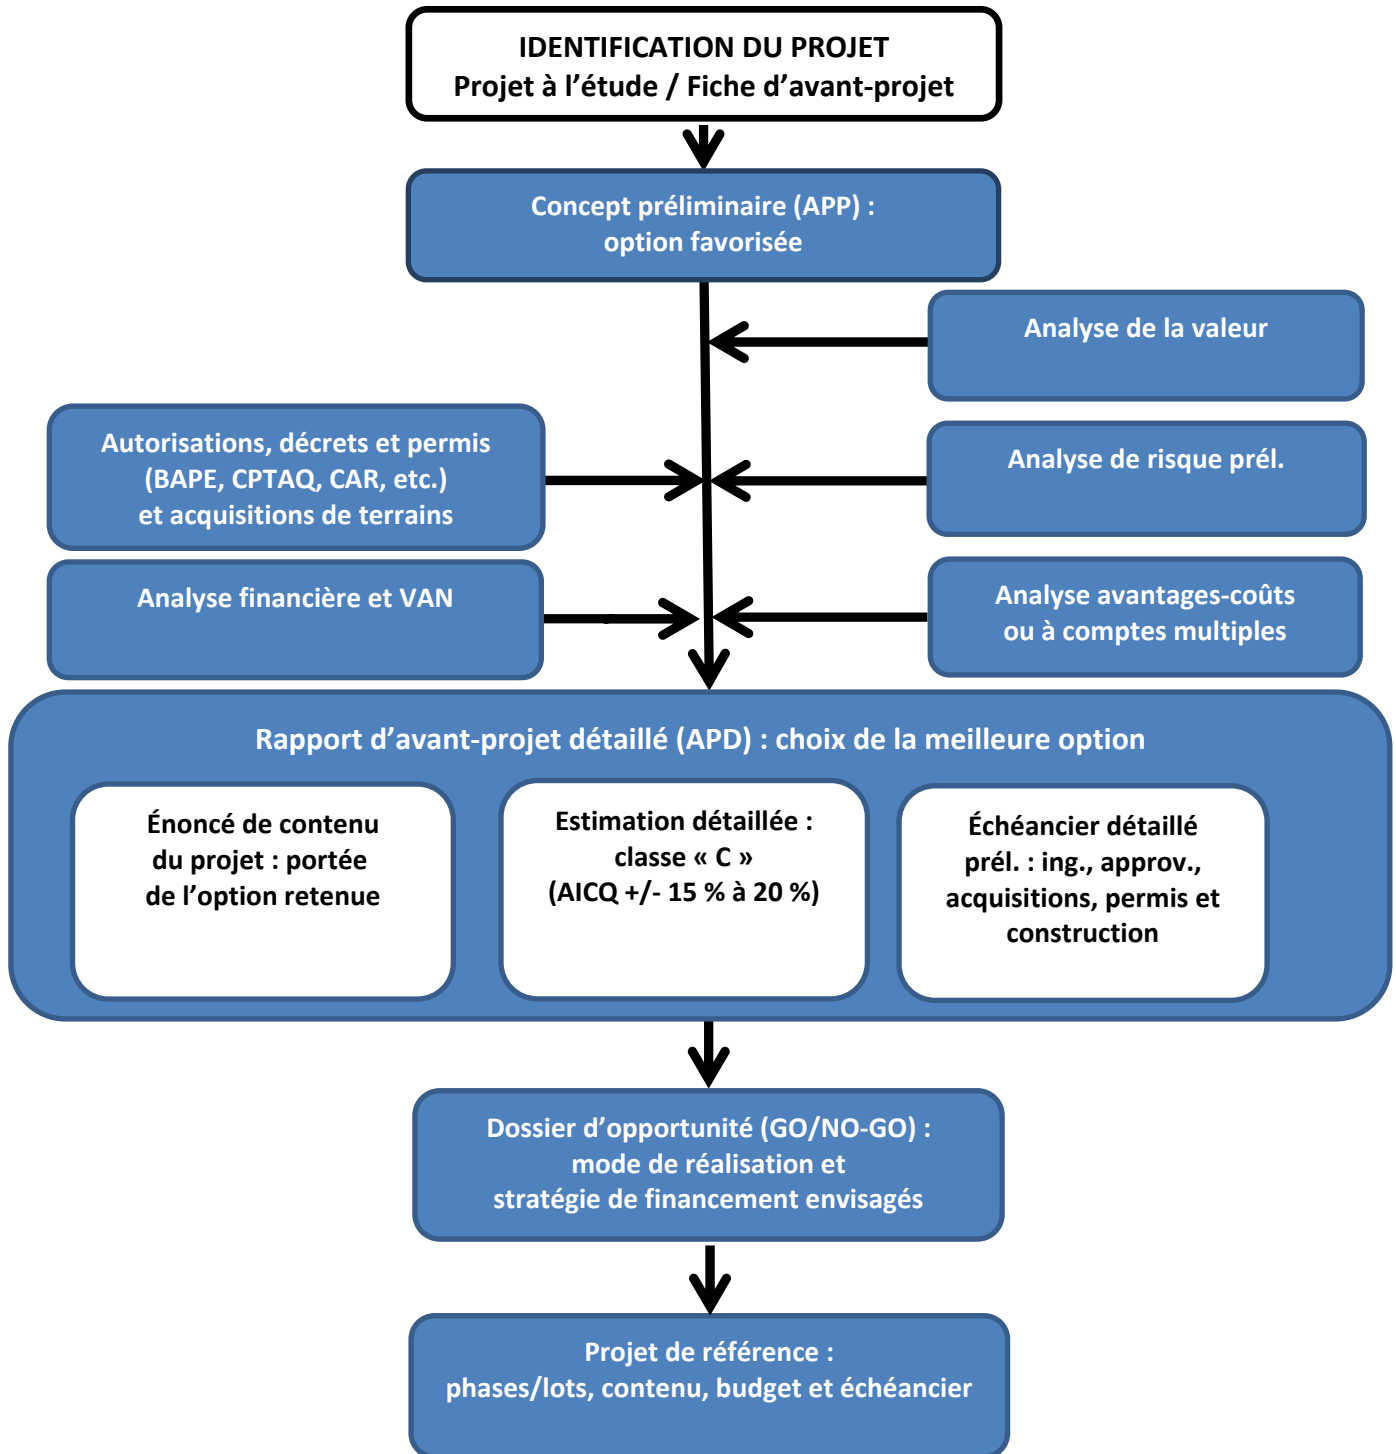 IDENTIFICATION DU PROJET
Projet à l’étude / Fiche d’avant-projet
Concept préliminaire (APP) :
option favorisée
Analyse de la valeur
Autorisations, décrets et permis
(BAPE, CPTAQ, CAR, etc.)
et acquisitions de terrains
Analyse de risque prél.
Analyse financière et VAN
Analyse avantages-coûts
ou à comptes multiples
Rapport d’avant-projet détaillé (APD) : choix de la meilleure option
Énoncé de contenu
du projet : portée
de l’option retenue
Estimation détaillée :
classe « C »
(AICQ +/- 15 % à 20 %)
Échéancier détaillé
prél. : ing., approv.,
acquisitions, permis et
construction
Dossier d’opportunité (GO/NO-GO) :
mode de réalisation et
stratégie de financement envisagés
Projet de référence :
phases/lots, contenu, budget et échéancier